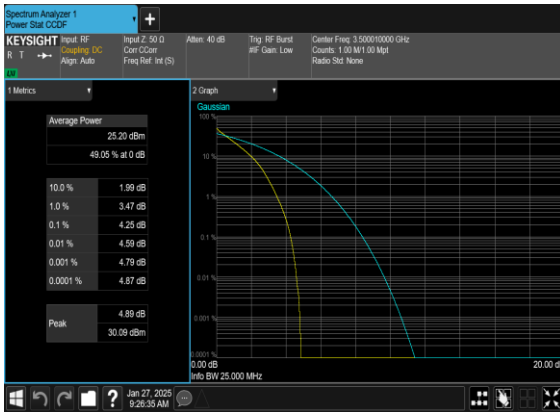 Spectrum Analyzer 1
Power Stat CCDF
KEYSIGHT
R T
LXI
Input: RF
Coupling: DC
Align: Auto
Input Z: 50 Ω
Corr CCorr
Freq Ref: Int (S)
Atten: 40 dB
Trig: RF Burst
#IF Gain: Low
Center Freq: 3.500010000 GHz
Counts: 1.00 M/1.00 Mpt
Radio Std: None
1 Metrics
Average Power
25.20 dBm
49.05 % at 0 dB
10.0 % 1.99 dB
1.0 % 3.47 dB
0.1 % 4.25 dB
0.01 % 4.59 dB
0.001 % 4.79 dB
0.0001 % 4.87 dB
Peak
4.89 dB
30.09 dBm
2 Graph
Gaussian
100 %
10 %
1 %
0.1 %
0.01 %
0.001 %
0.0001 %
0.00 dB
20.00 d
Info BW 25.000 MHz
?
Jan 27, 2025
9:26:35 AM